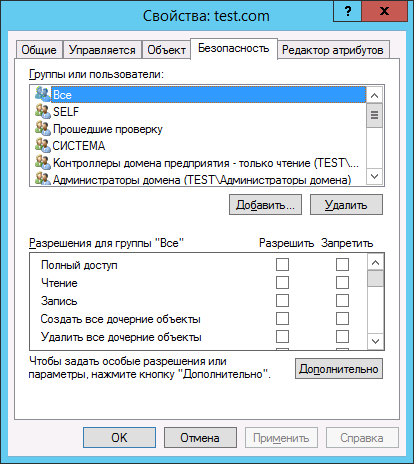 Свойства: test.com
?
x
Общие
Управляется
Объект
Безопасность
Редактор атрибутов
Группы или пользователи:
Все
SELF
Прошедшие проверку
СИСТЕМА
Контроллеры домена предприятия - только чтение (TEST\...
Администраторы домена (TEST\Администраторы домена)
Добавить...
Удалить
Разрешения для группы "Все"
Разрешить
Запретить
Полный доступ
Чтение
Запись
Создать все дочерние объекты
Удалить все дочерние объекты
Чтобы задать особые разрешения или
параметры, нажмите кнопку "Дополнительно".
Дополнительно
OK
Отмена
Применить
Справка